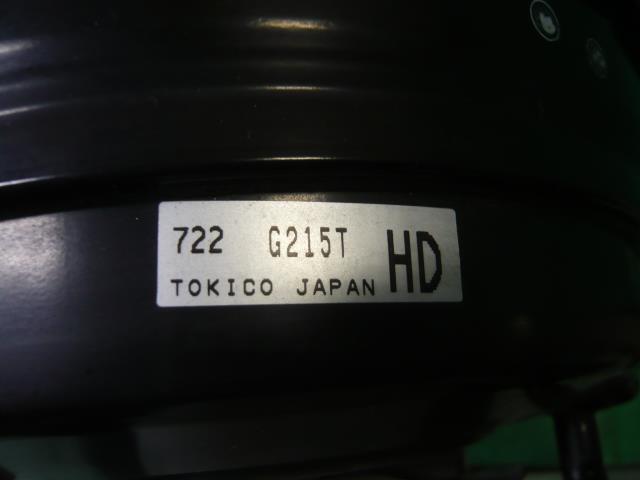 722 G215T HD
TOKICO JAPAN